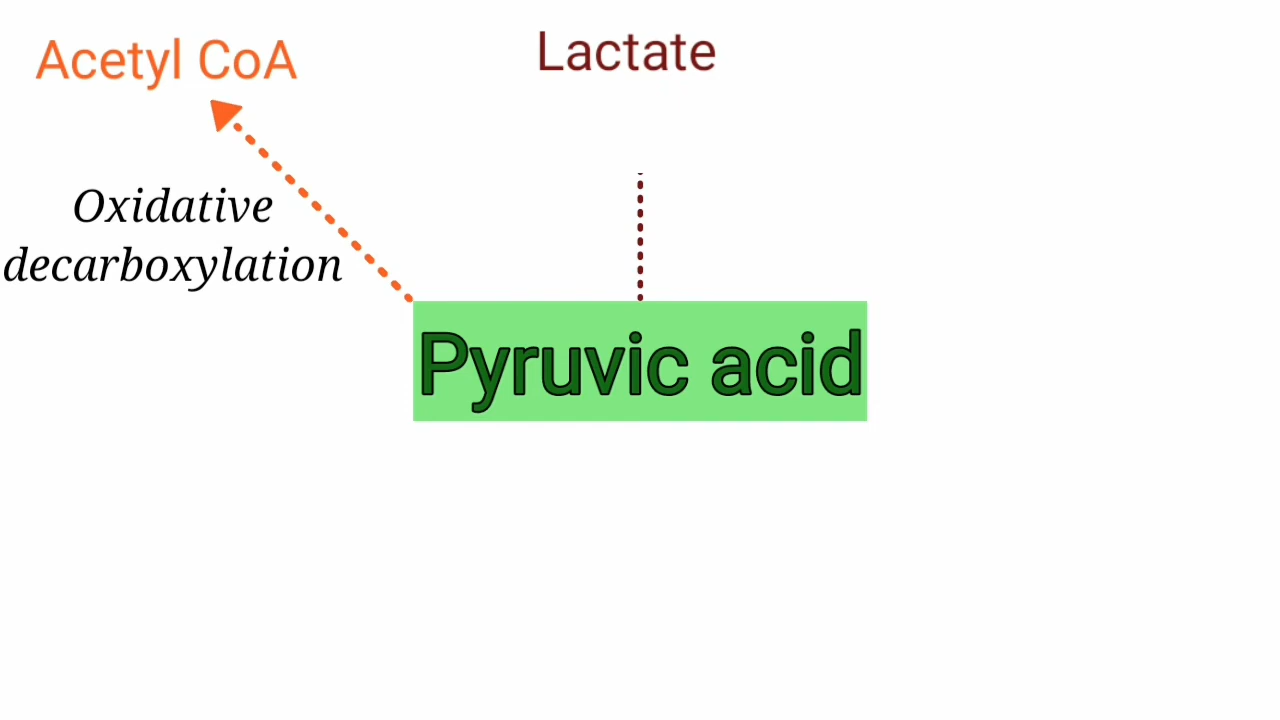 Acetyl CoA
Lactate
Oxidative
decarboxylation
Pyruvic acid